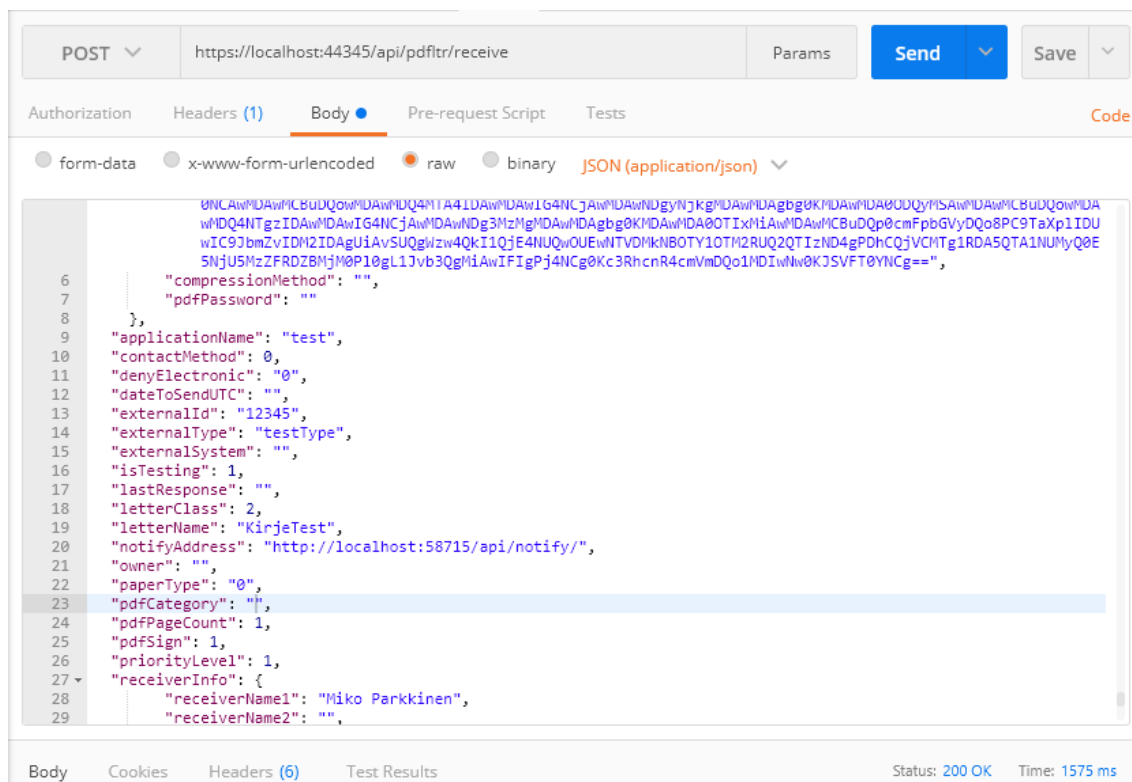 POST https://localhost:44345/api/pdfltr/receive Params Send Save
Authorization Headers (1) Body Pre-request Script Tests Code
form-data x-www-form-urlencoded raw binary JSON (application/json)
6 "compressionMethod": "",
7 "pdfPassword": ""
8 },
9 "applicationName": "test",
10 "contactMethod": 0,
11 "denyElectronic": "0",
12 "dateToSendUTC": "",
13 "externalId": "12345",
14 "externalType": "testType",
15 "externalSystem": "",
16 "isTesting": 1,
17 "lastResponse": "",
18 "letterClass": 2,
19 "letterName": "KirjeTest",
20 "notifyAddress": "http://localhost:58715/api/notify/",
21 "owner": "",
22 "paperType": "0",
23 "pdfCategory": "",
24 "pdfPageCount": 1,
25 "pdfSign": 1,
26 "priorityLevel": 1,
27 "receiverInfo": {
28 "receiverName1": "Miko Parkkinen",
29 "receiverName2": "",
Body Cookies Headers (6) Test Results Status: 200 OK Time: 1575 ms